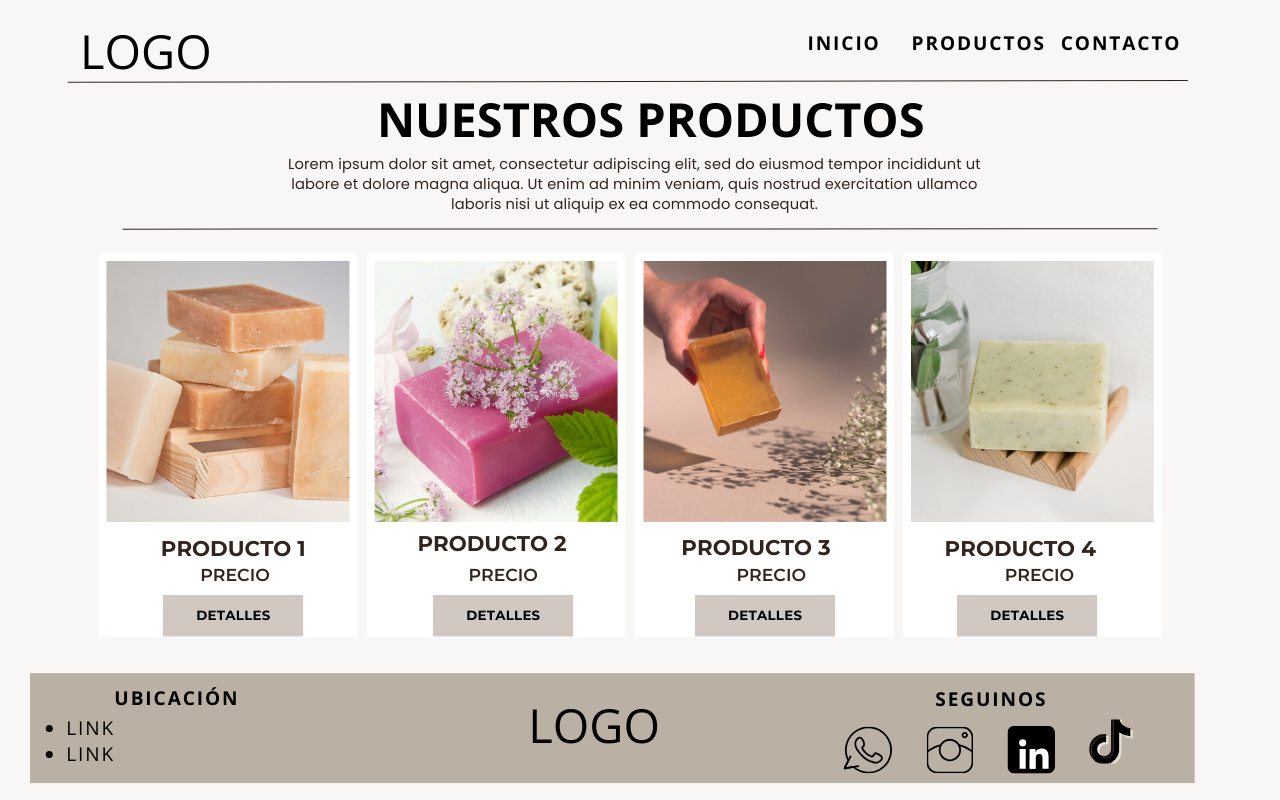 LOGO
INICIO PRODUCTOS CONTACTO
NUESTROS PRODUCTOS
Lorem ipsum dolor sit amet, consectetur adipiscing elit, sed do eiusmod tempor incididunt ut
labore et dolore magna aliqua. Ut enim ad minim veniam, quis nostrud exercitation ullamco
laboris nisi ut aliquip ex ea commodo consequat.
PRODUCTO 1
PRECIO
DETALLES
PRODUCTO 2
PRECIO
DETALLES
PRODUCTO 3
PRECIO
DETALLES
PRODUCTO 4
PRECIO
DETALLES
UBICACIÓN
• LINK
• LINK
LOGO
SEGUINOS
in